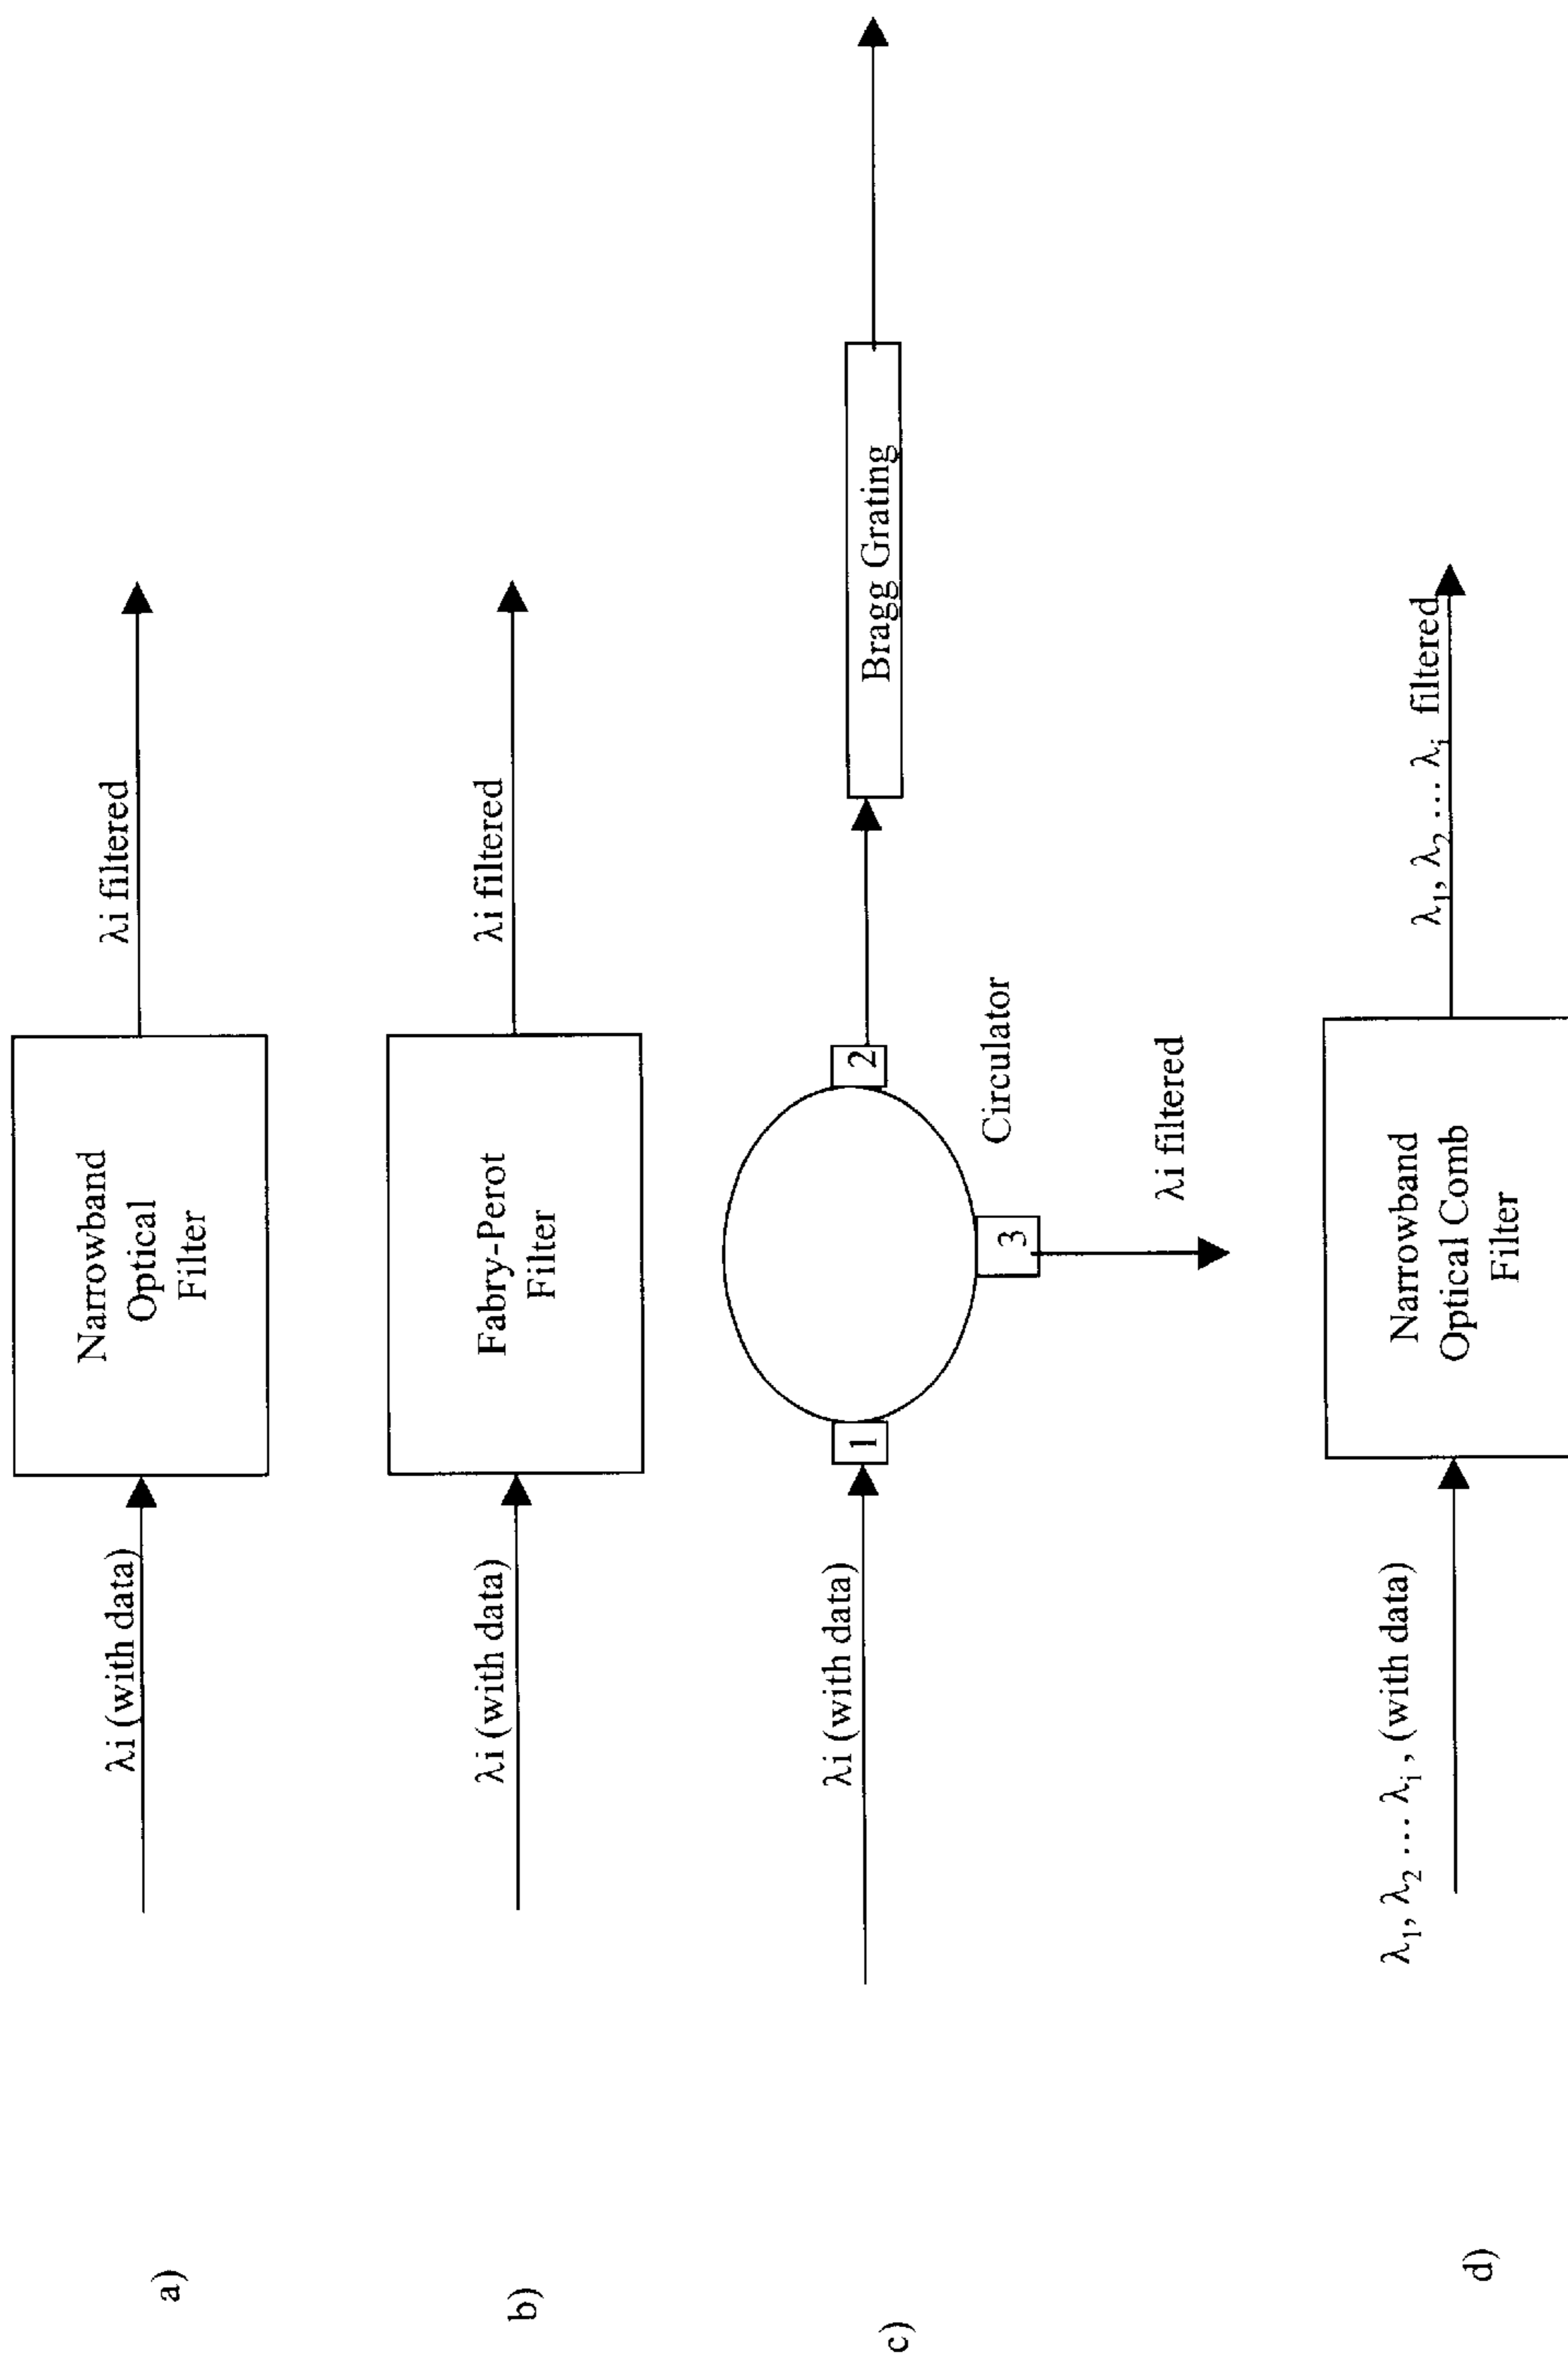 a)
λi (with data)
Narrowband
Optical
Filter
λi filtered
b)
λi (with data)
Fabry-Perot
Filter
λi filtered
c)
λi (with data)
1
2
3
Circulator
λi filtered
Bragg Grating
d)
λ₁, λ₂ ... λᵢ , (with data)
Narrowband
Optical Comb
Filter
λ₁, λ₂ ... λᵢ filtered